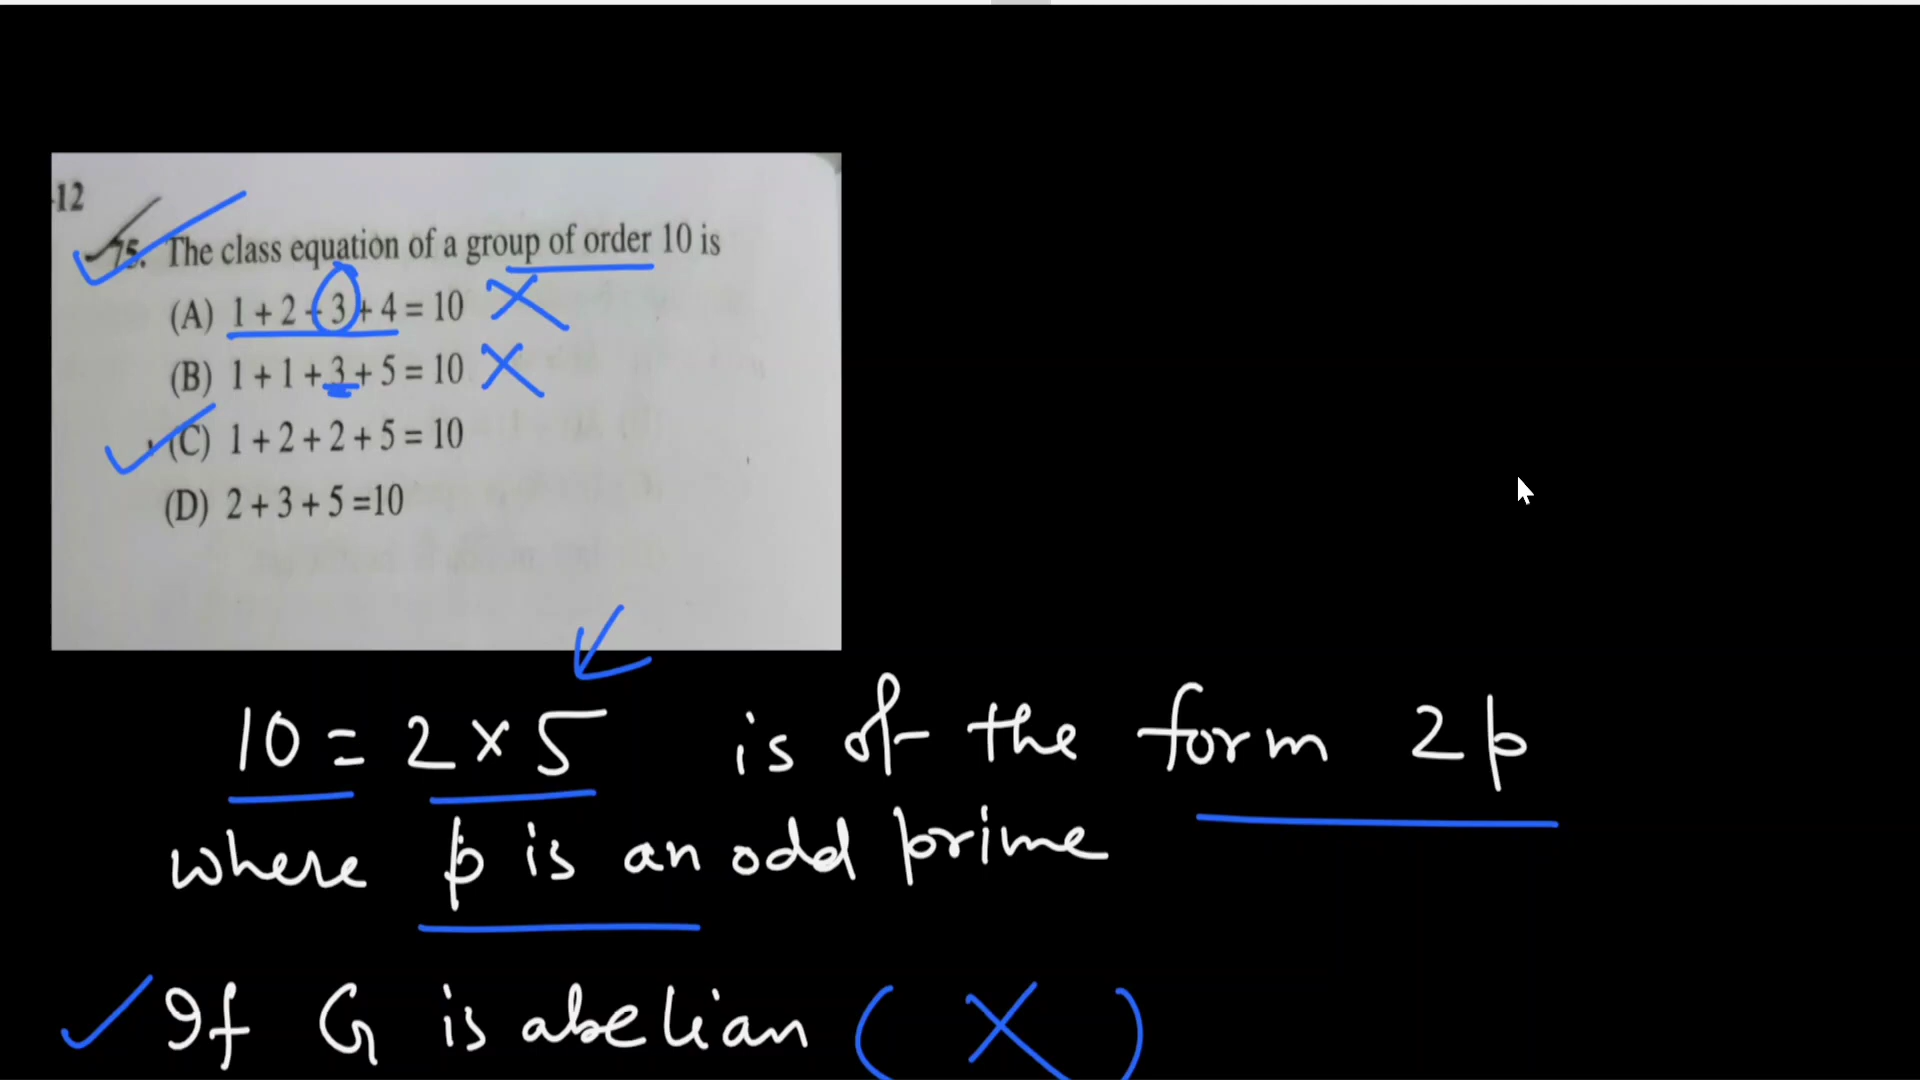 12
75. The class equation of a group of order 10 is
(A) 1 + 2 + 3 + 4 = 10
(B) 1 + 1 + 3 + 5 = 10
(C) 1 + 2 + 2 + 5 = 10
(D) 2 + 3 + 5 =10
10 = 2 × 5 is of the form 2p
where p is an odd prime
If G is abelian ( × )